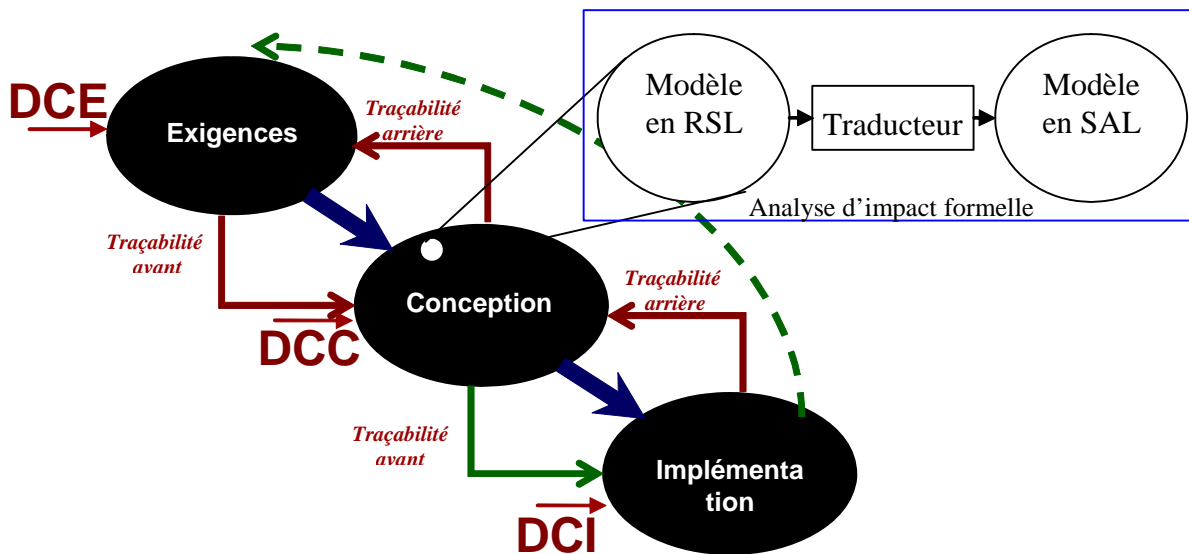 DCE
Exigences
Traçabilité
arrière
Modèle
en RSL
Traducteur
Modèle
en SAL
Analyse d’impact formelle
Traçabilité
avant
Conception
Traçabilité
arrière
DCC
Traçabilité
avant
Implémenta
tion
DCI